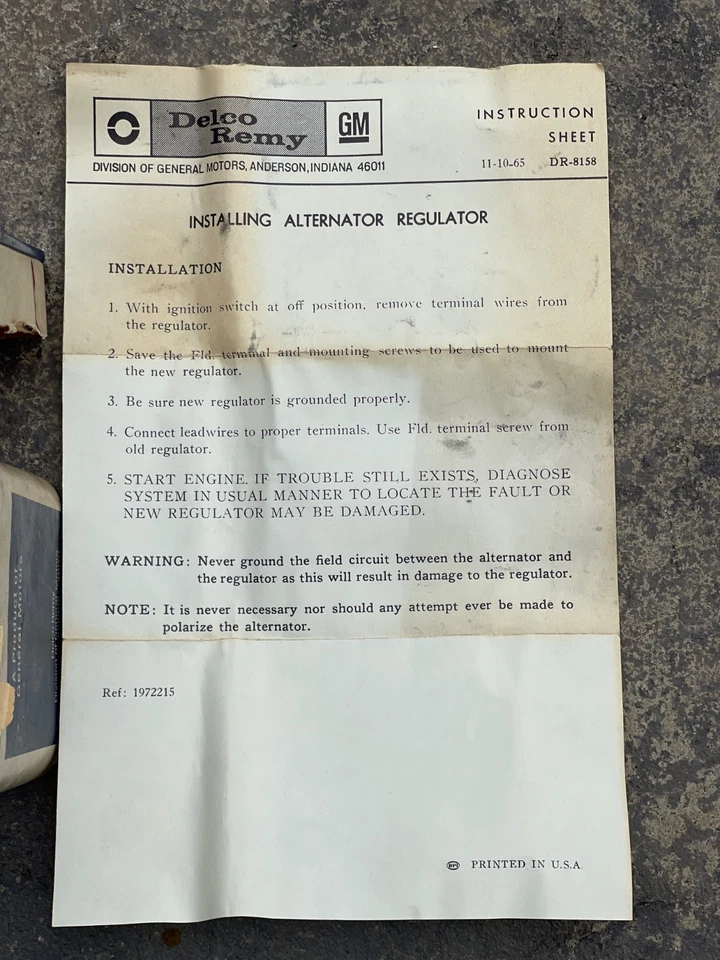 Delco
Remy
GM
DIVISION OF GENERAL MOTORS, ANDERSON, INDIANA 46011
INSTRUCTION
SHEET
11-10-65 DR-8158
INSTALLING ALTERNATOR REGULATOR
INSTALLATION
1. With ignition switch at off position, remove terminal wires from
the regulator.
2. Save the Fld. terminal and mounting screws to be used to mount
the new regulator.
3. Be sure new regulator is grounded properly.
4. Connect leadwires to proper terminals. Use Fld. terminal screw from
old regulator.
5. START ENGINE. IF TROUBLE STILL EXISTS, DIAGNOSE
SYSTEM IN USUAL MANNER TO LOCATE THE FAULT OR
NEW REGULATOR MAY BE DAMAGED.
WARNING: Never ground the field circuit between the alternator and
the regulator as this will result in damage to the regulator.
NOTE: It is never necessary nor should any attempt ever be made to
polarize the alternator.
Ref: 1972215
BPI PRINTED IN U.S.A.
A Product of
General Motors